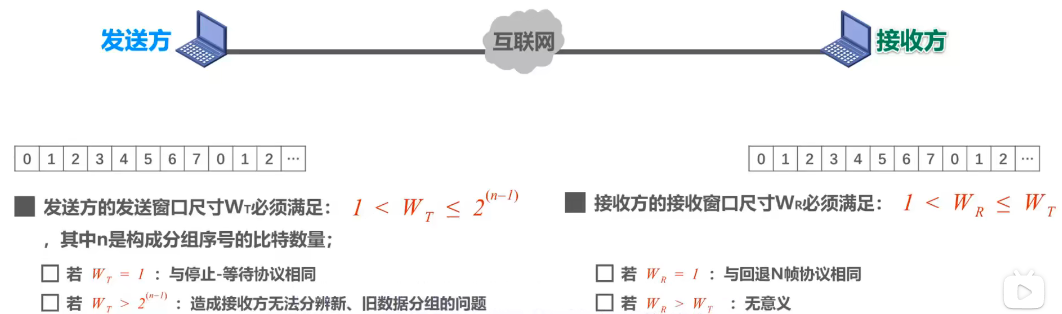 发送方
互联网
接收方
0 1 2 3 4 5 6 7 0 1 2 ···
0 1 2 3 4 5 6 7 0 1 2 ···
发送方的发送窗口尺寸WT必须满足： 1 < W_T ≤ 2^(n-1)
，其中n是构成分组序号的比特数量；
若 W_T = 1 ：与停止-等待协议相同
若 W_T > 2^(n-1) ：造成接收方无法分辨新、旧数据分组的问题
接收方的接收窗口尺寸WR必须满足： 1 < W_R ≤ W_T
若 W_R = 1 ：与回退N帧协议相同
若 W_R > W_T ：无意义